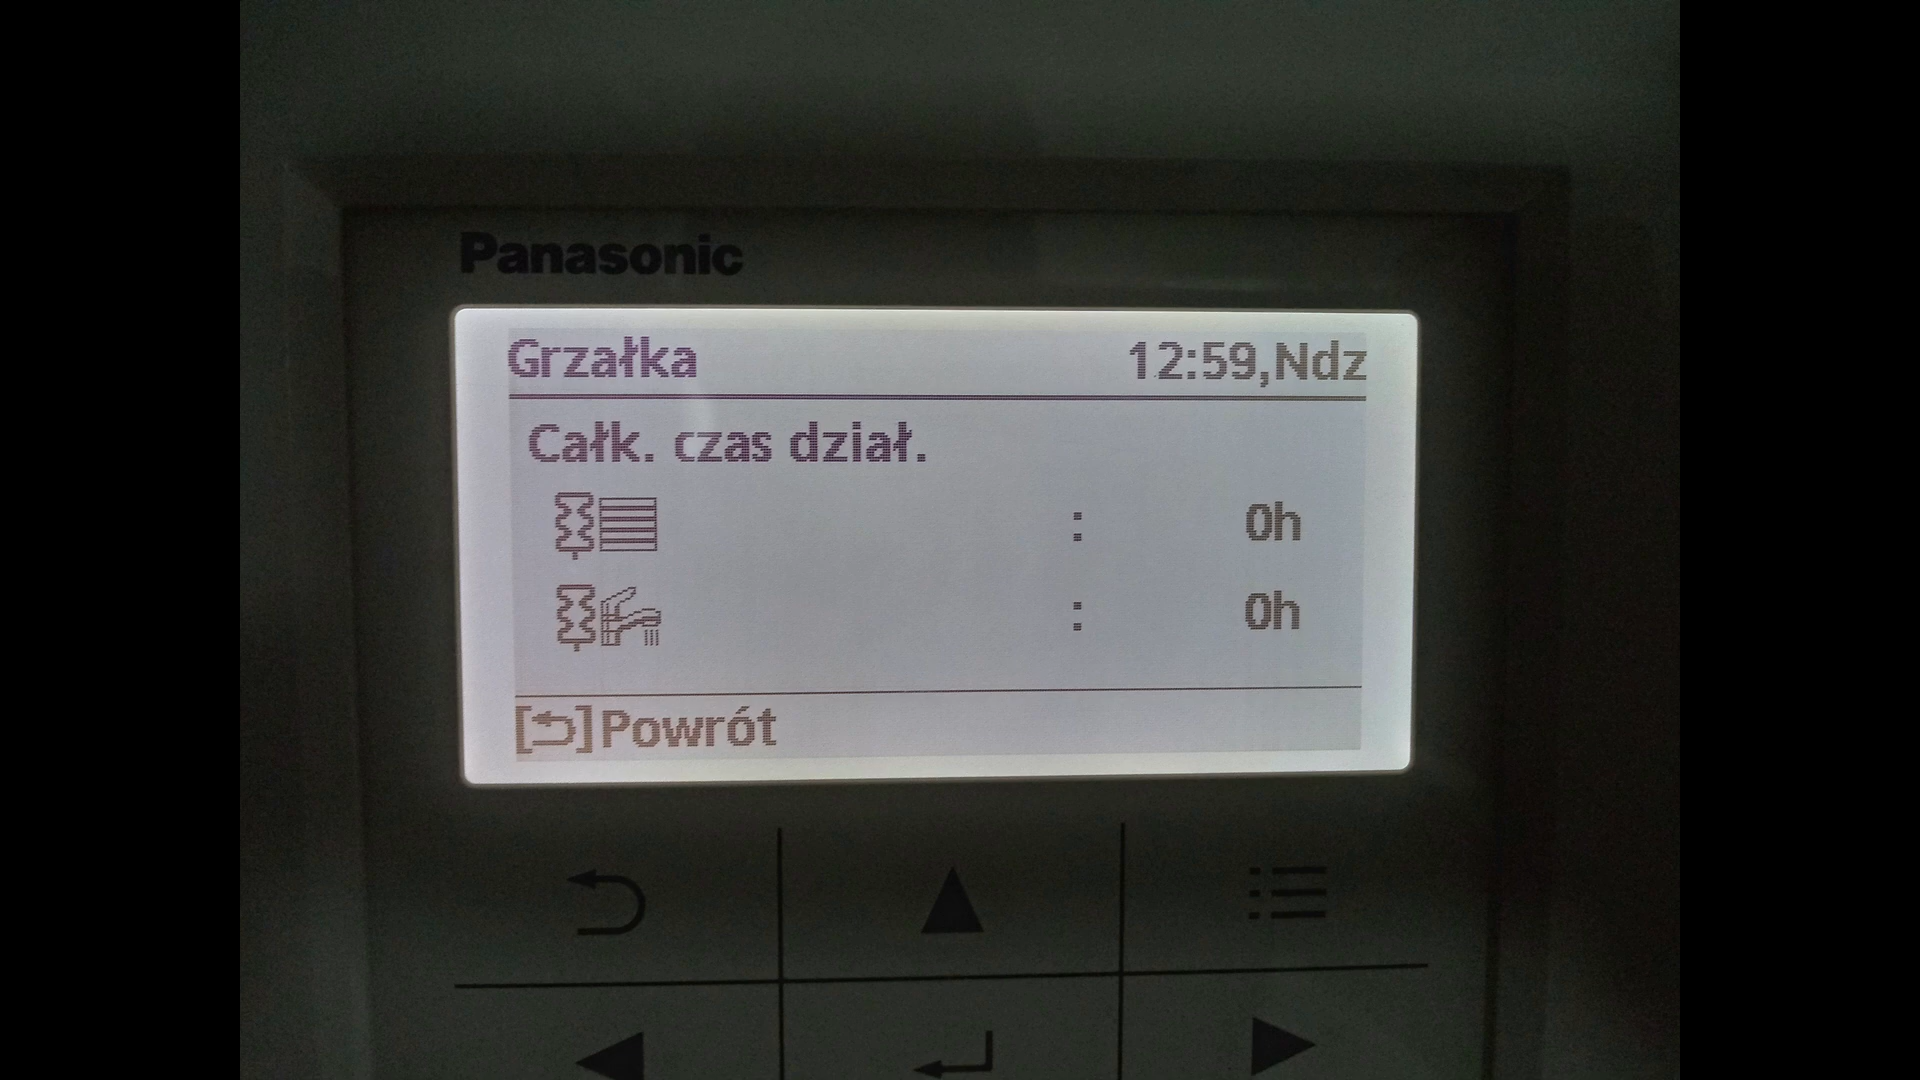 Panasonic
Grzałka 12:59,Ndz
Całk. czas dział.
: 0h
: 0h
[⮌]Powrót